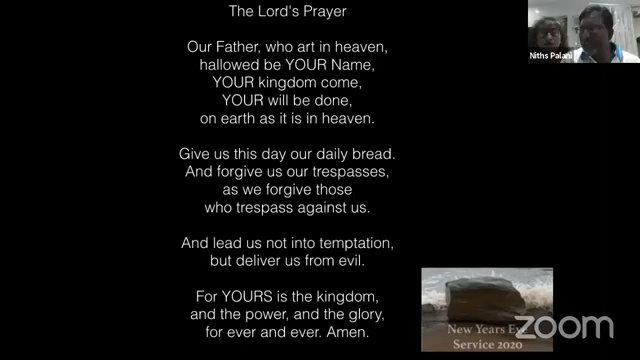 The Lord's Prayer
Our Father, who art in heaven,
hallowed be YOUR Name,
YOUR kingdom come,
YOUR will be done,
on earth as it is in heaven.
Give us this day our daily bread.
And forgive us our trespasses,
as we forgive those
who trespass against us.
And lead us not into temptation,
but deliver us from evil.
For YOURS is the kingdom,
and the power, and the glory,
for ever and ever. Amen.
Niths Palani
New Years Eve
Service 2020
zoom